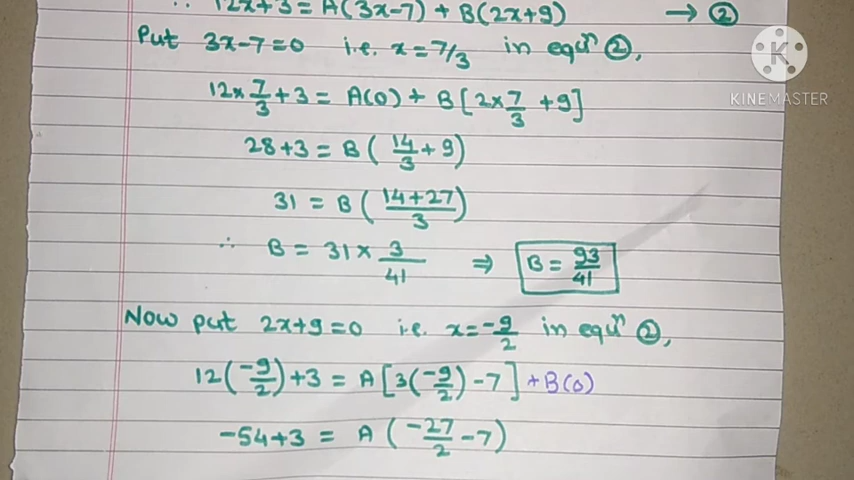 ∴ 12x+3 = A(3x-7) + B(2x+9) → ②
Put 3x-7=0 i.e. x=7/3 in equⁿ ②,
12×7/3+3 = A(0) + B[2×7/3+9]
28+3 = B(14/3+9)
31 = B(14+27/3)
∴ B = 31×3/41 ⇒ B=93/41
Now put 2x+9=0 i.e. x=-9/2 in equⁿ ②,
12(-9/2)+3 = A[3(-9/2)-7]+B(0)
-54+3 = A(-27/2-7)
K
KINEMASTER